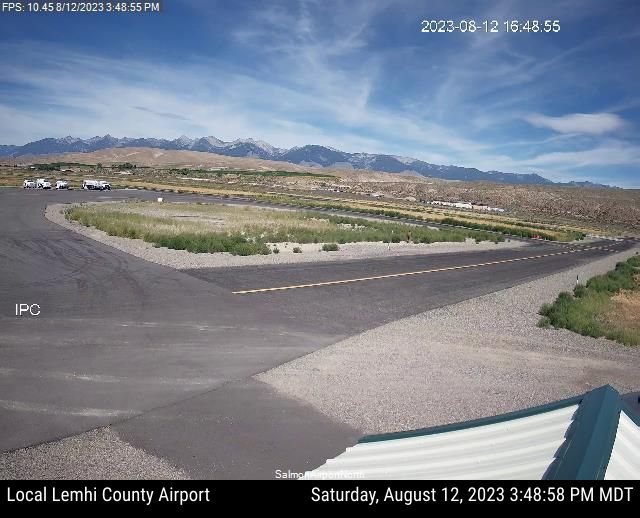 FPS: 10.45 8/12/2023 3:48:55 PM
2023-08-12 16:48:55
IPC
Local Lemhi County Airport
Saturday, August 12, 2023 3:48:58 PM MDT